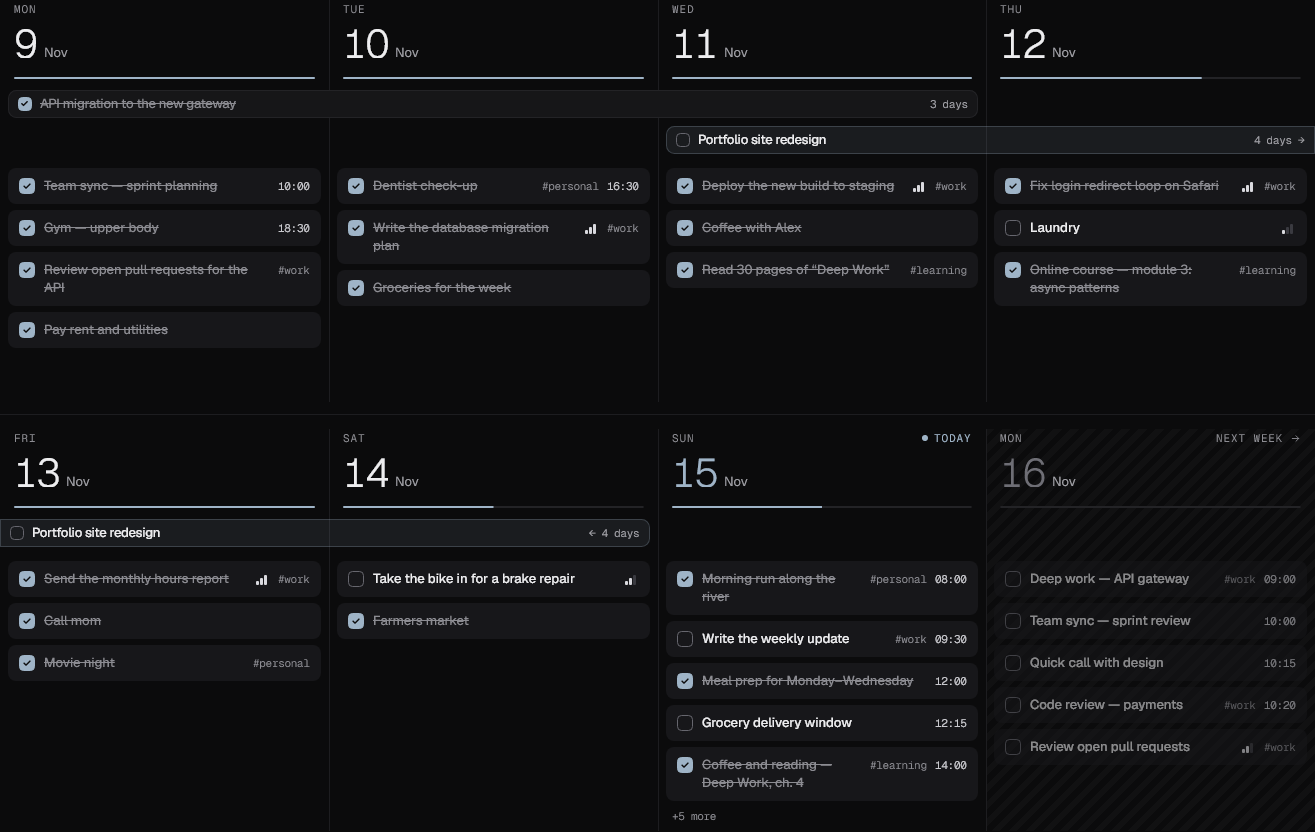 MON
9 Nov
TUE
10 Nov
WED
11 Nov
THU
12 Nov
API migration to the new gateway 3 days
Portfolio site redesign 4 days →
Team sync — sprint planning 10:00
Gym — upper body 18:30
Review open pull requests for the #work
API
Pay rent and utilities
Dentist check-up #personal 16:30
Write the database migration #work
plan
Groceries for the week
Deploy the new build to staging #work
Coffee with Alex
Read 30 pages of “Deep Work” #learning
Fix login redirect loop on Safari #work
Laundry
Online course — module 3: #learning
async patterns
FRI
13 Nov
SAT
14 Nov
SUN TODAY
15 Nov
MON NEXT WEEK →
16 Nov
Portfolio site redesign ← 4 days
Send the monthly hours report #work
Call mom
Movie night #personal
Take the bike in for a brake repair
Farmers market
Morning run along the #personal 08:00
river
Write the weekly update #work 09:30
Meal prep for Monday–Wednesday 12:00
Grocery delivery window 12:15
Coffee and reading — #learning 14:00
Deep Work, ch. 4
+5 more
Deep work — API gateway #work 09:00
Team sync — sprint review 10:00
Quick call with design 10:15
Code review — payments #work 10:20
Review open pull requests #work